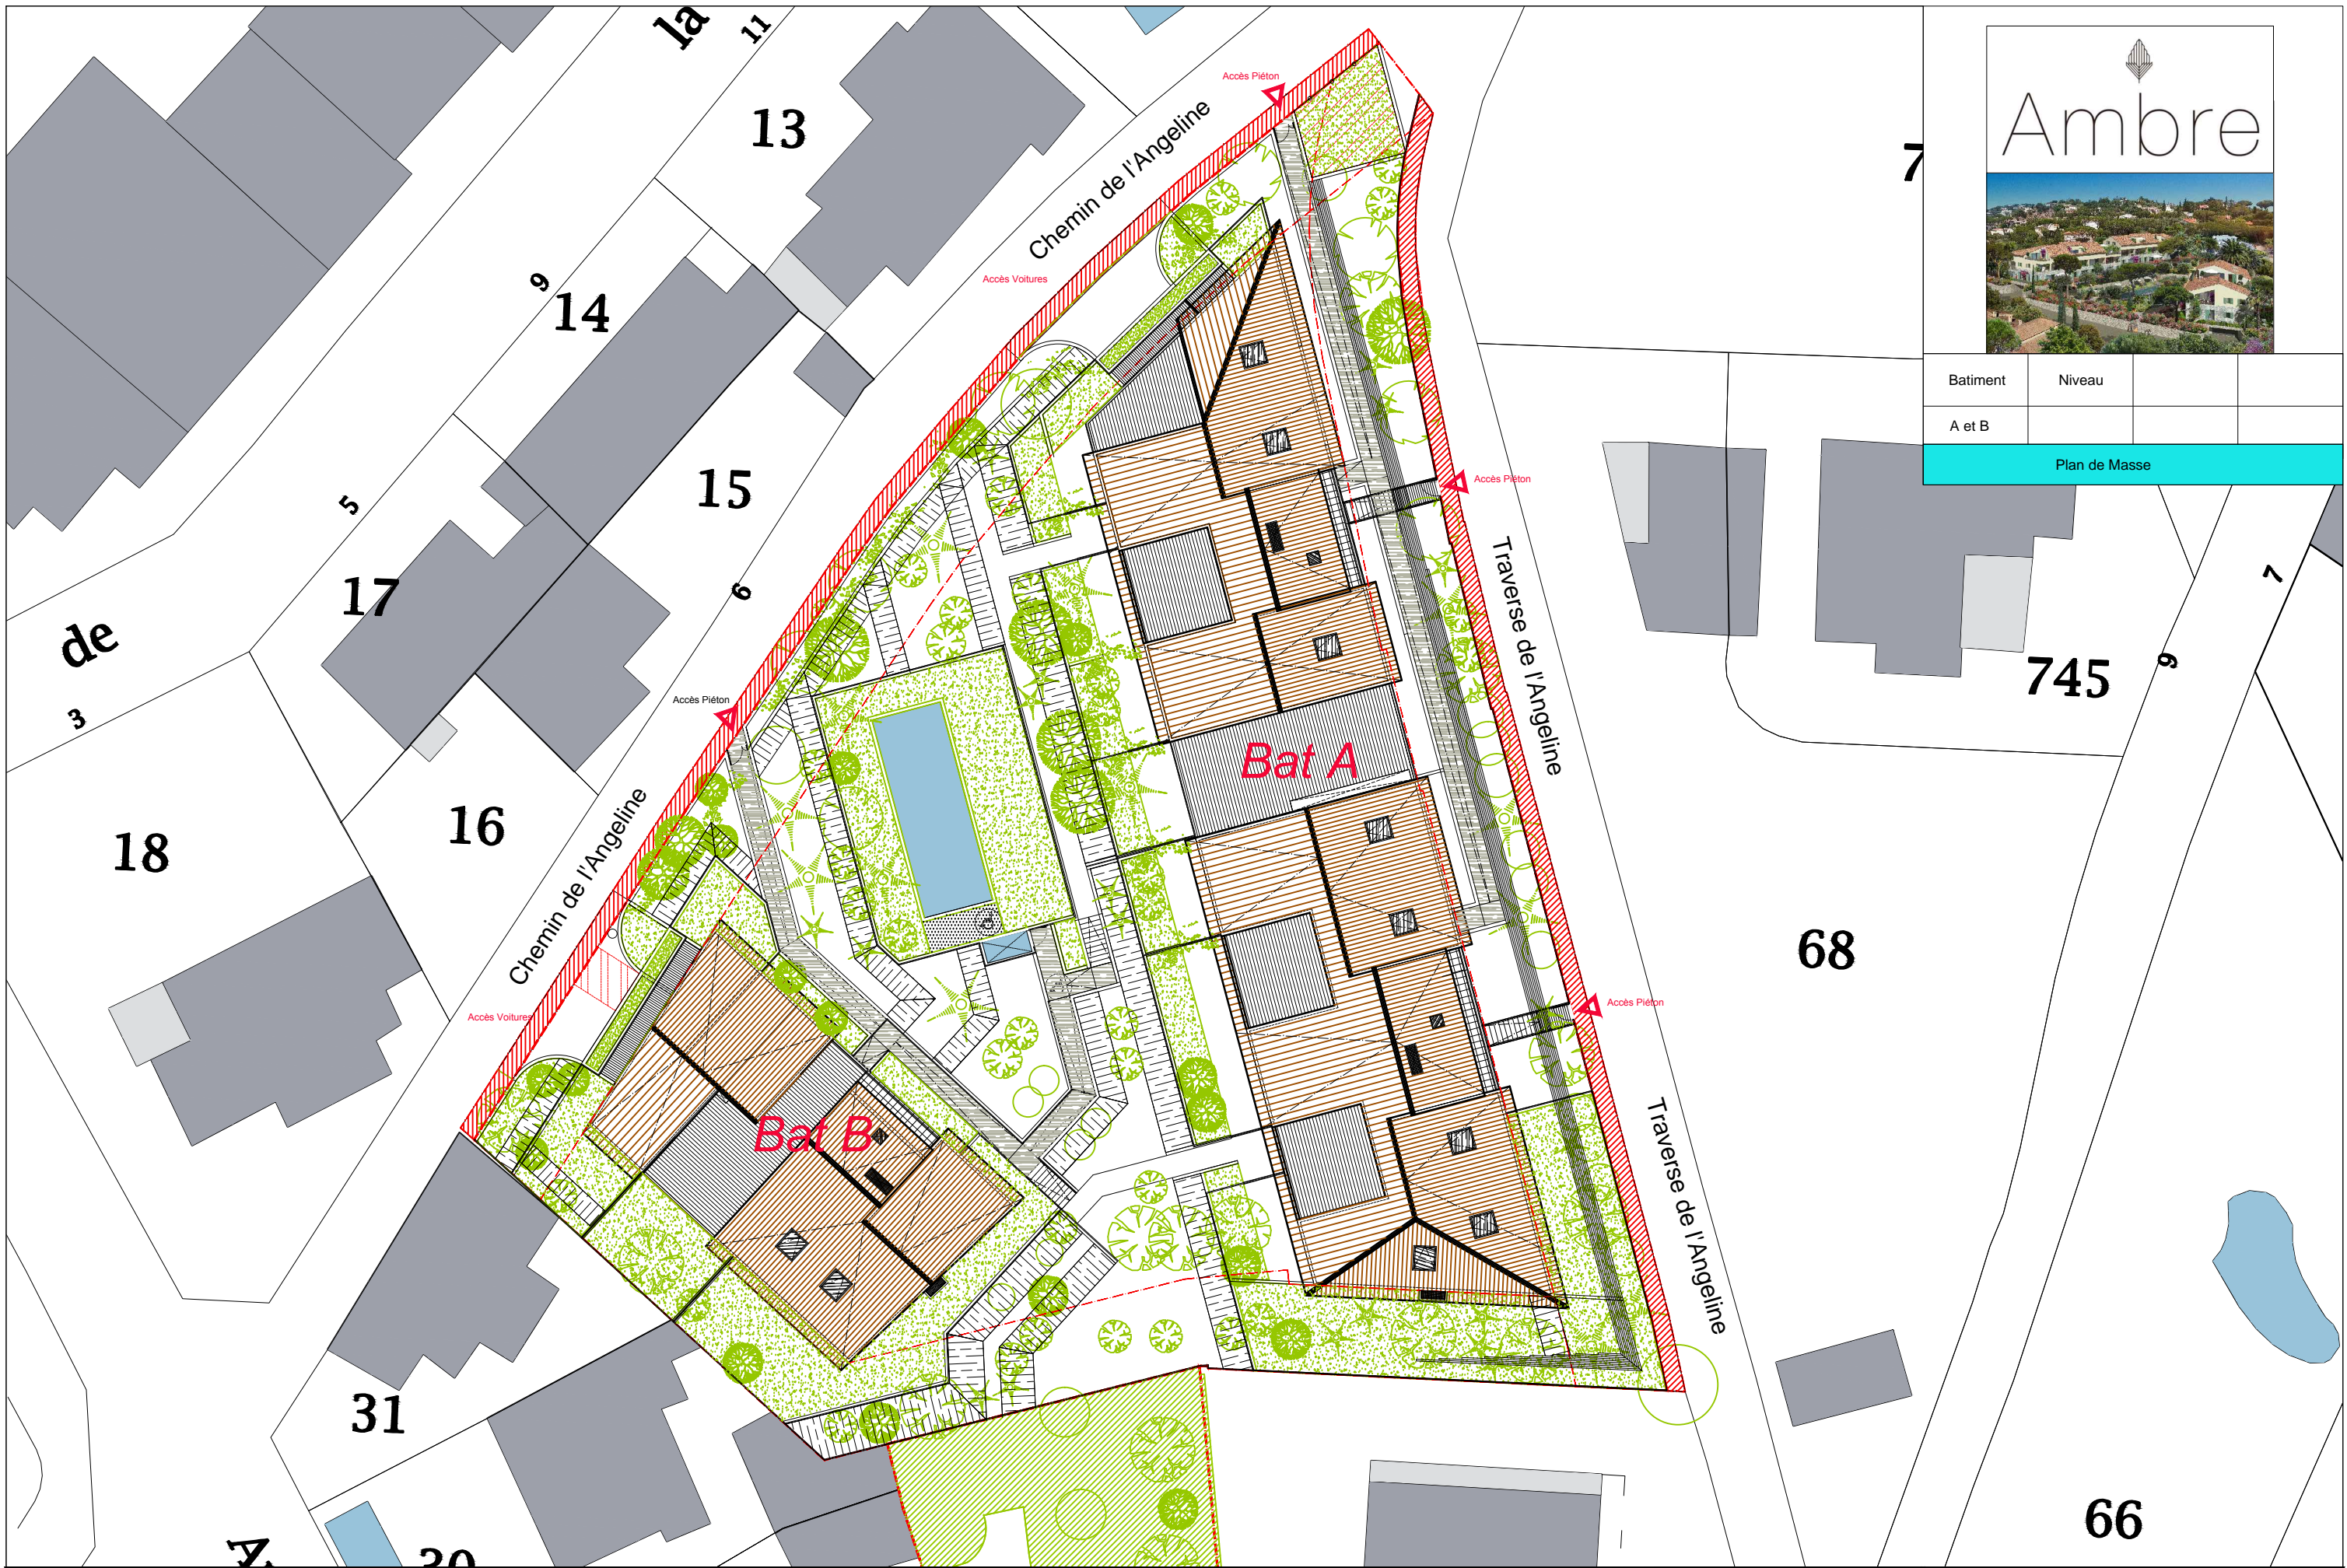 la
11
13
Accès Piéton
Chemin de l'Angeline
Accès Voitures
Ambre
Batiment Niveau
A et B
Plan de Masse
9
14
5
15
17
6
de
3
Accès Piéton
Accès Piéton
Traverse de l'Angeline
7
9
745
Bat A
18
16
Chemin de l'Angeline
68
Accès Voitures
Accès Piéton
Bat B
Traverse de l'Angeline
31
66